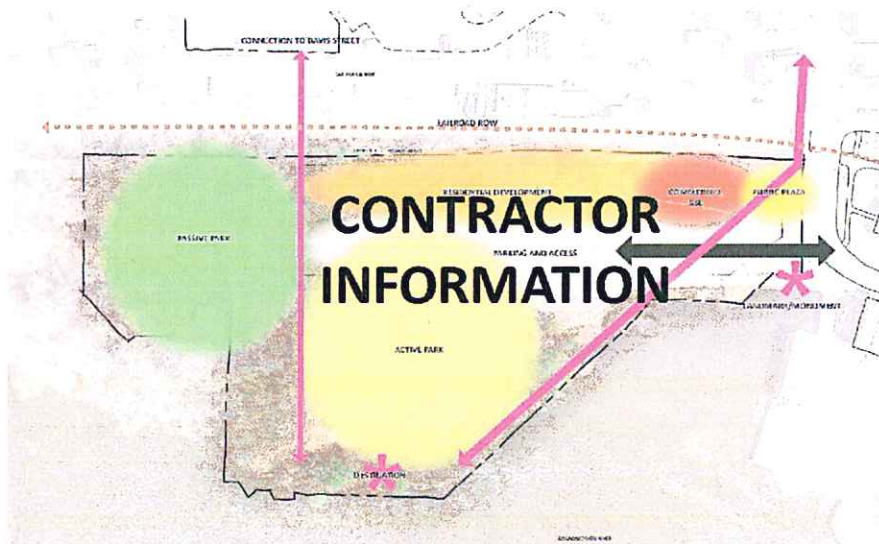 CONNECTION TO DAVIS STREET
RAILROAD ROW
RESIDENTIAL DEVELOPMENT
PUBLIC PLAZA
CONTRACTOR
PASSIVE PARK
PARKING AND ACCESS
INFORMATION
LANDMARK/MONUMENT
ACTIVE PARK
DESTINATION